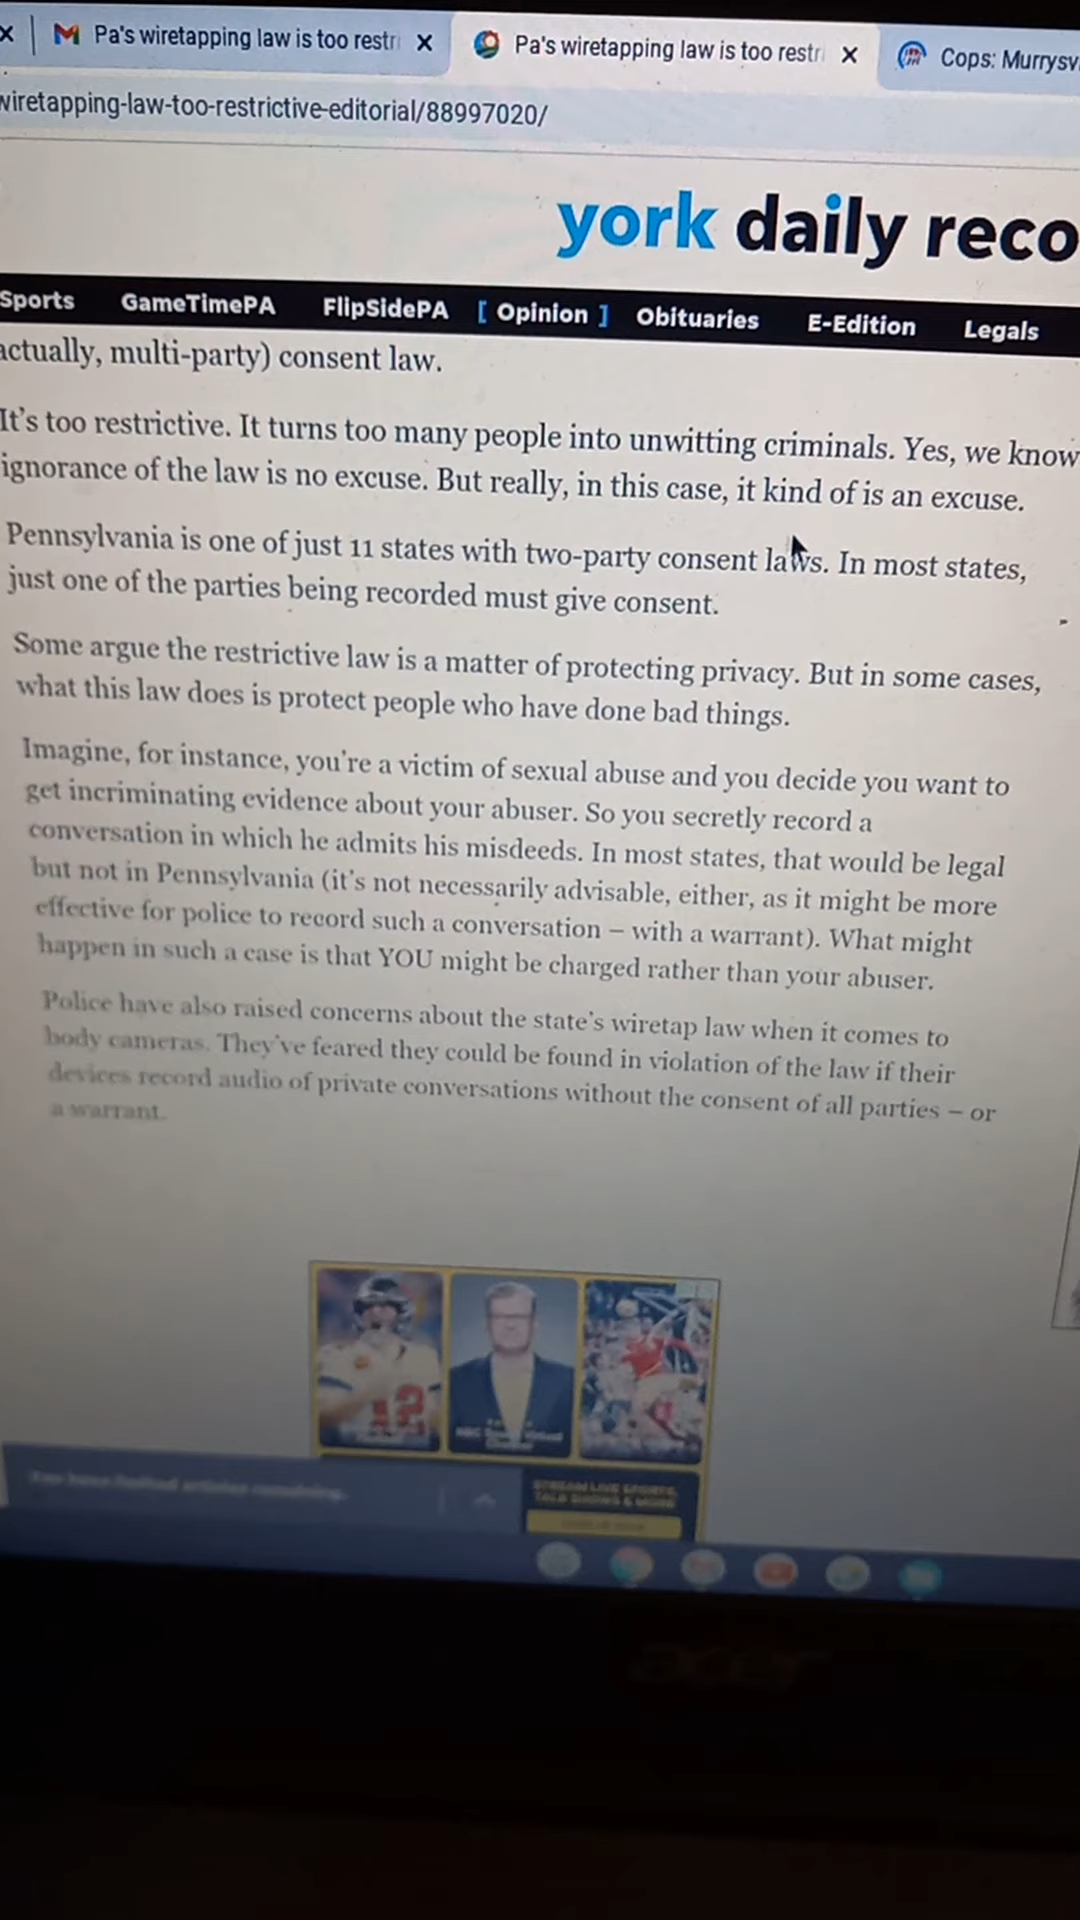 Pa's wiretapping law is too restr
Pa's wiretapping law is too restr
Cops: Murrysv
wiretapping-law-too-restrictive-editorial/88997020/
york daily reco
Sports GameTimePA FlipSidePA [ Opinion ] Obituaries E-Edition Legals
actually, multi-party) consent law.
It's too restrictive. It turns too many people into unwitting criminals. Yes, we know
ignorance of the law is no excuse. But really, in this case, it kind of is an excuse.
Pennsylvania is one of just 11 states with two-party consent laws. In most states,
just one of the parties being recorded must give consent.
Some argue the restrictive law is a matter of protecting privacy. But in some cases,
what this law does is protect people who have done bad things.
Imagine, for instance, you're a victim of sexual abuse and you decide you want to
get incriminating evidence about your abuser. So you secretly record a
conversation in which he admits his misdeeds. In most states, that would be legal
but not in Pennsylvania (it's not necessarily advisable, either, as it might be more
effective for police to record such a conversation – with a warrant). What might
happen in such a case is that YOU might be charged rather than your abuser.
Police have also raised concerns about the state's wiretap law when it comes to
body cameras. They've feared they could be found in violation of the law if their
devices record audio of private conversations without the consent of all parties – or
a warrant.
12
STREAM LIVE SPORTS,
TALK SHOWS & MORE
acer